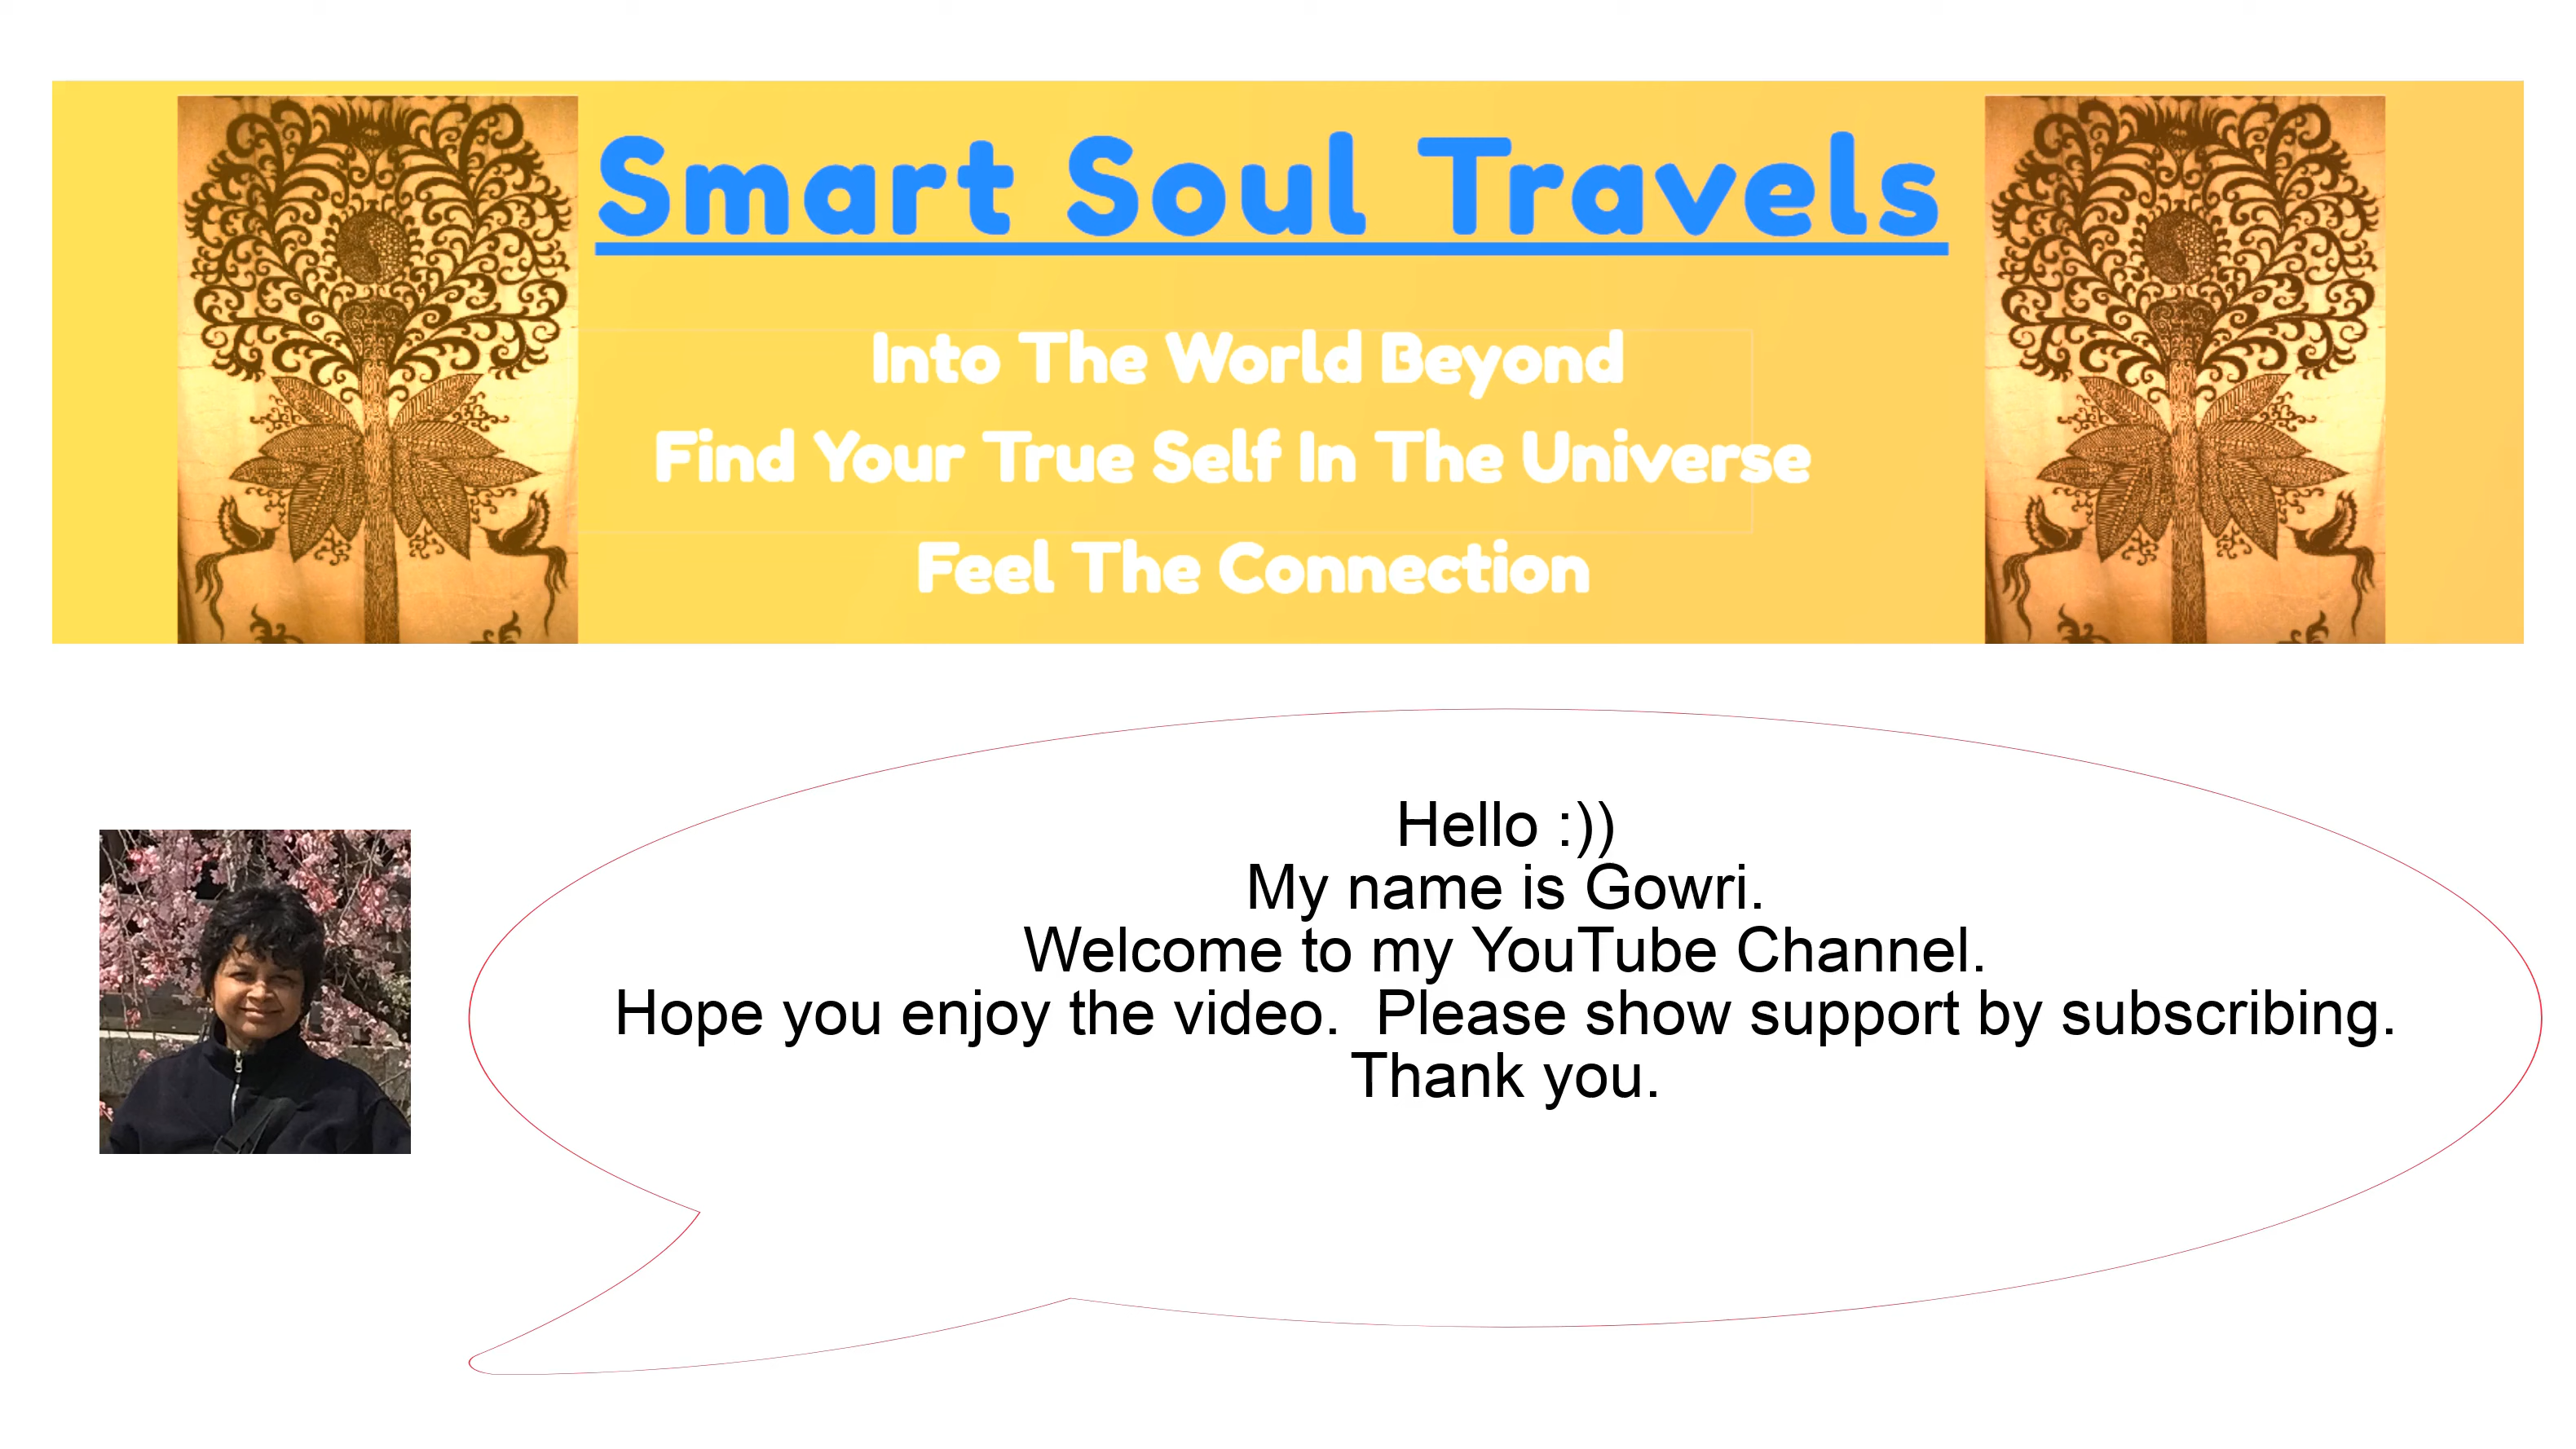 Smart Soul Travels
Into The World Beyond
Find Your True Self In The Universe
Feel The Connection
Hello :))
My name is Gowri.
Welcome to my YouTube Channel.
Hope you enjoy the video.  Please show support by subscribing.
Thank you.